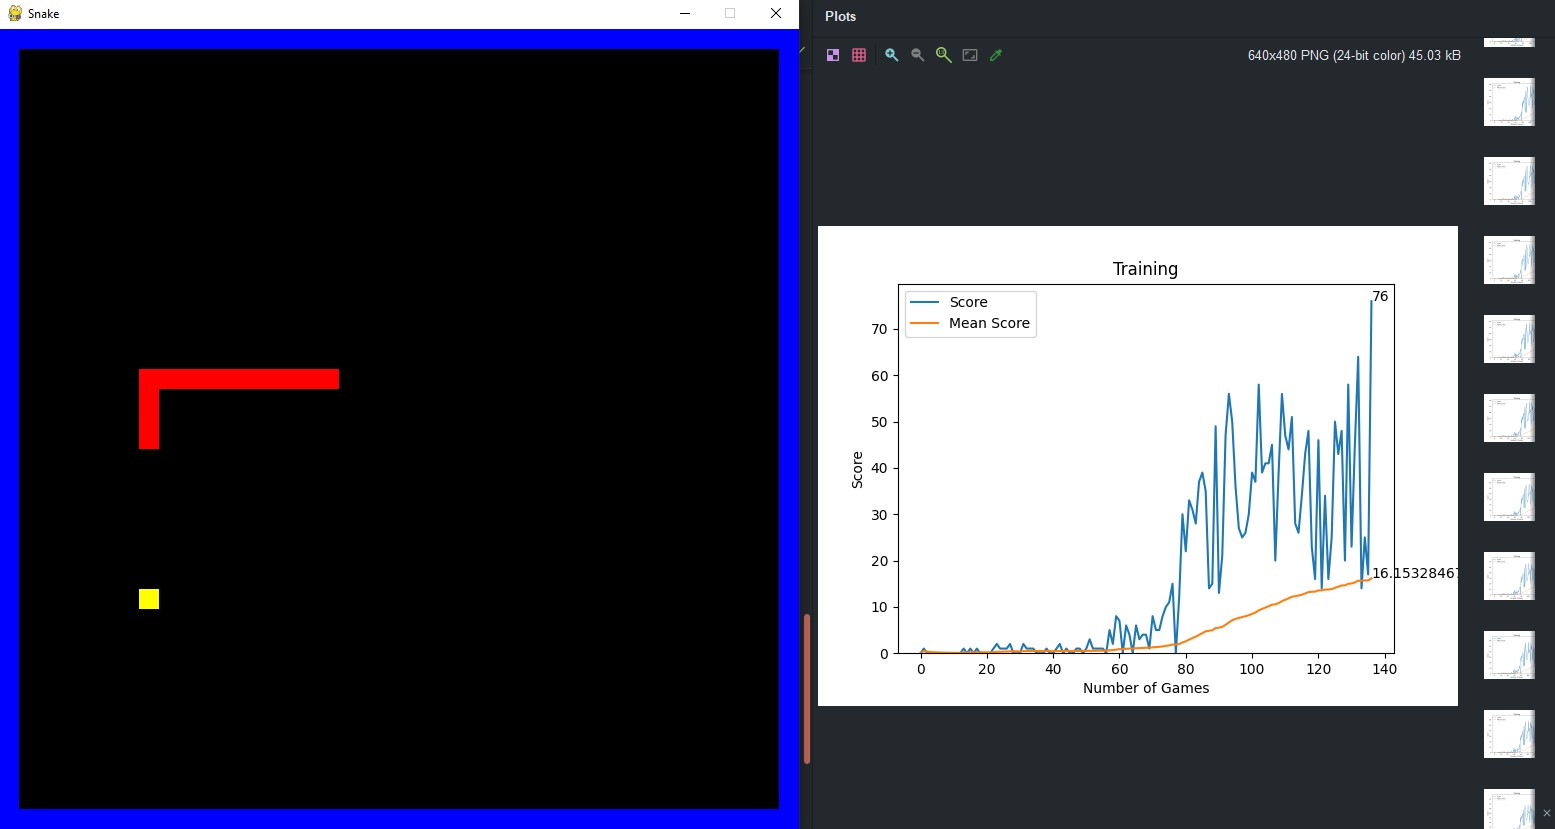 Snake
Plots
640x480 PNG (24-bit color) 45.03 kB
Training
Score
Mean Score
76
16.15328467
Score
70
60
50
40
30
20
10
0
0 20 40 60 80 100 120 140
Number of Games